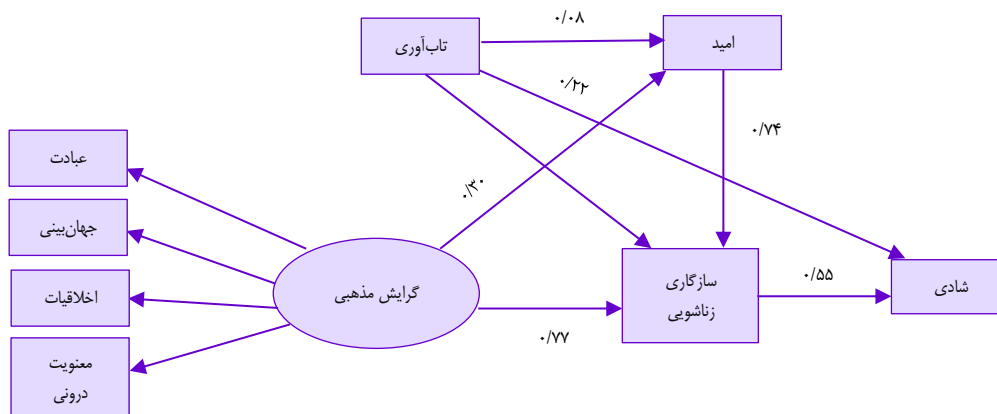 ۰/۰۸
تاب‌آوری
امید
۰/۲۲
۰/۷۴
عبادت
۰/۳۰
جهان‌بینی
سازگاری
زناشویی
۰/۵۵
شادی
گرایش مذهبی
اخلاقیات
۰/۷۷
معنویت
درونی